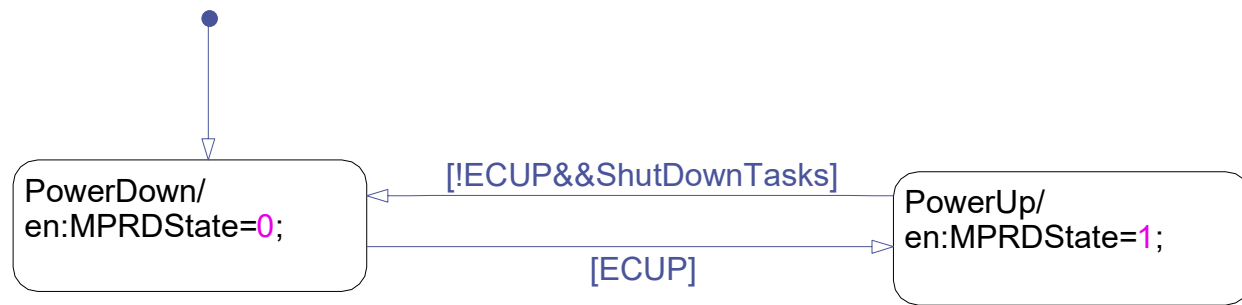 [!ECUP&&ShutDownTasks]
PowerDown/
en:MPRDState=0;
PowerUp/
en:MPRDState=1;
[ECUP]